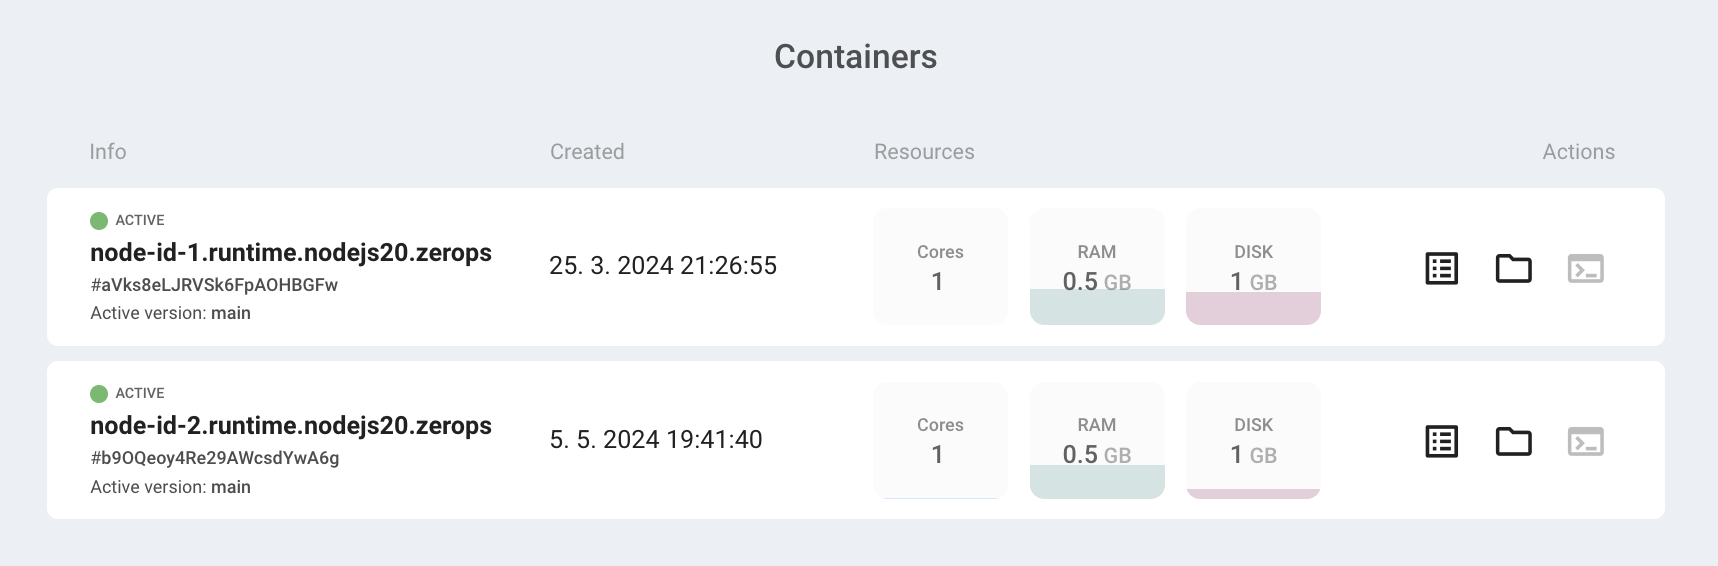 Containers
Info Created Resources Actions
ACTIVE
node-id-1.runtime.nodejs20.zerops
#aVks8eLJRVSk6FpAOHBGFw
Active version: main
25. 3. 2024 21:26:55
Cores
1
RAM
0.5 GB
DISK
1 GB
ACTIVE
node-id-2.runtime.nodejs20.zerops
#b9OQeoy4Re29AWcsdYwA6g
Active version: main
5. 5. 2024 19:41:40
Cores
1
RAM
0.5 GB
DISK
1 GB